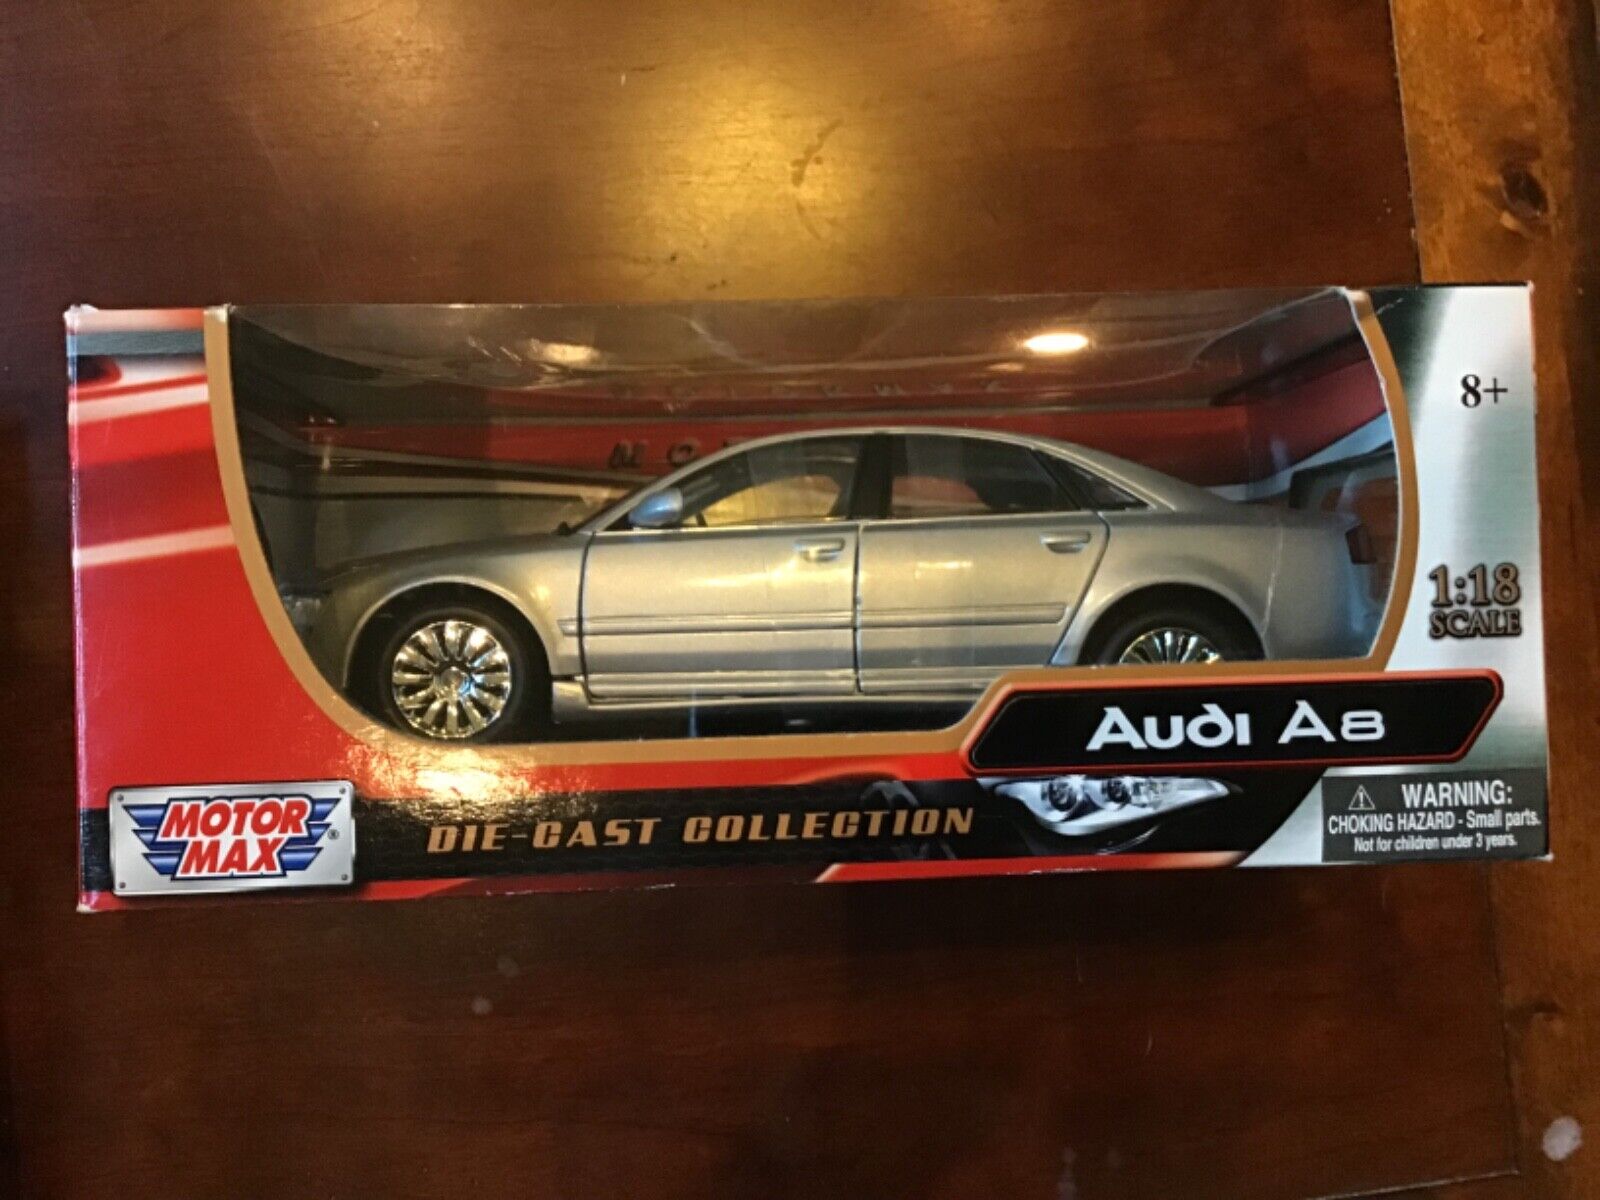 8+
1:18
SCALE
AUDI A8
MOTOR
MAX
®
DIE-CAST COLLECTION
WARNING:
CHOKING HAZARD - Small parts.
Not for children under 3 years.